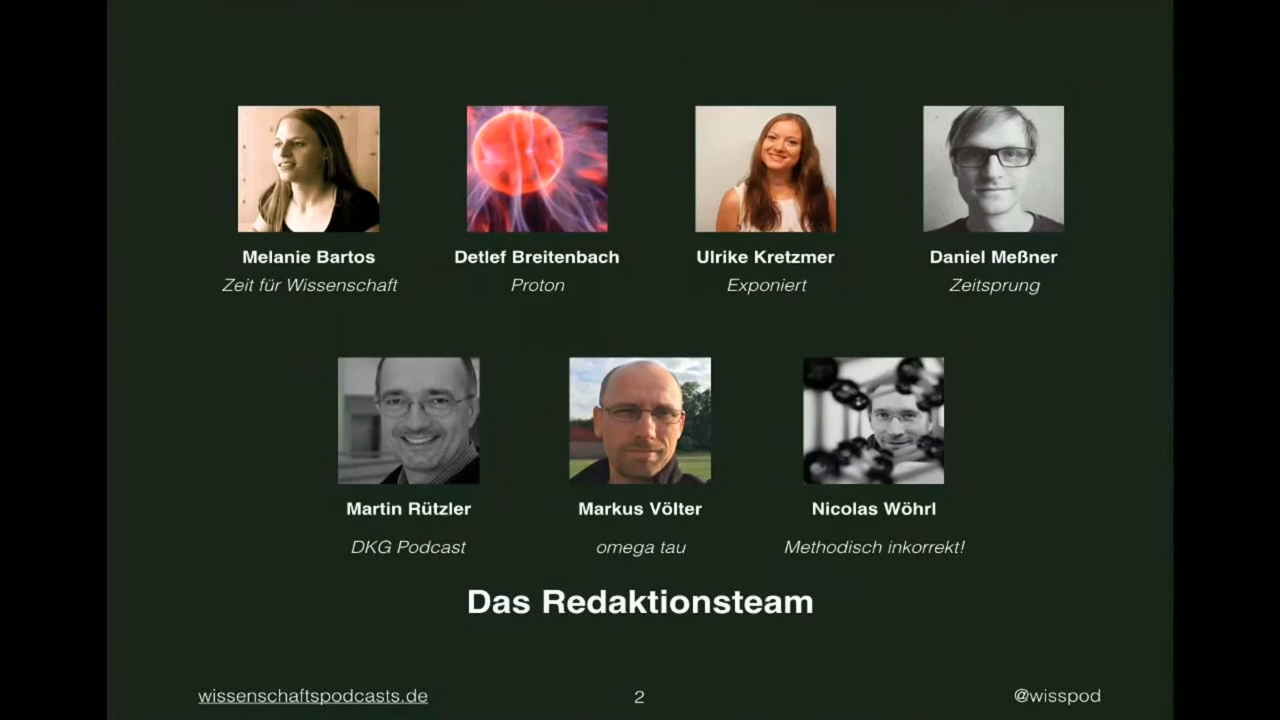 Melanie Bartos
Zeit für Wissenschaft
Detlef Breitenbach
Proton
Ulrike Kretzmer
Exponiert
Daniel Meßner
Zeitsprung
Martin Rützler
DKG Podcast
Markus Völter
omega tau
Nicolas Wöhrl
Methodisch inkorrekt!
Das Redaktionsteam
wissenschaftspodcasts.de
2
@wisspod